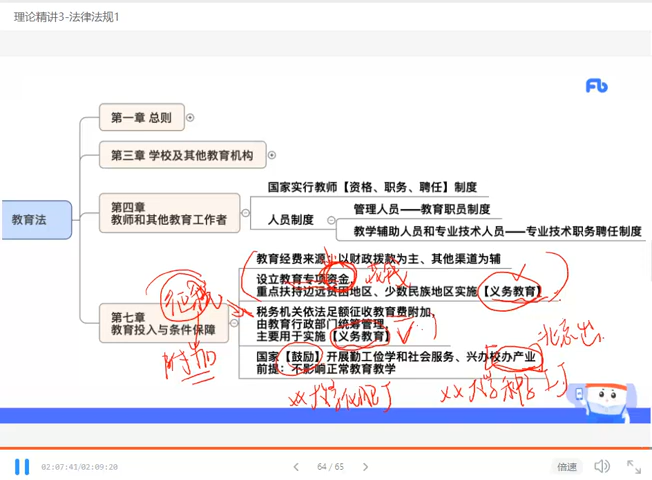 理论精讲3-法律法规1
第一章 总则
第三章 学校及其他教育机构
教育法
第四章
教师和其他教育工作者
国家实行教师【资格、职务、聘任】制度
人员制度
管理人员——教育职员制度
教学辅助人员和专业技术人员——专业技术职务聘任制度
第七章
教育投入与条件保障
教育经费来源：以财政拨款为主、其他渠道为辅
设立教育专项资金
重点扶持边远贫困地区、少数民族地区实施【义务教育】
税务机关依法足额征收教育费附加,
由教育行政部门统筹管理,
主要用于实施【义务教育】
国家【鼓励】开展勤工俭学和社会服务、兴办校办产业
前提：不影响正常教育教学
附加
02:07:41/02:09:20
64 / 65
倍速